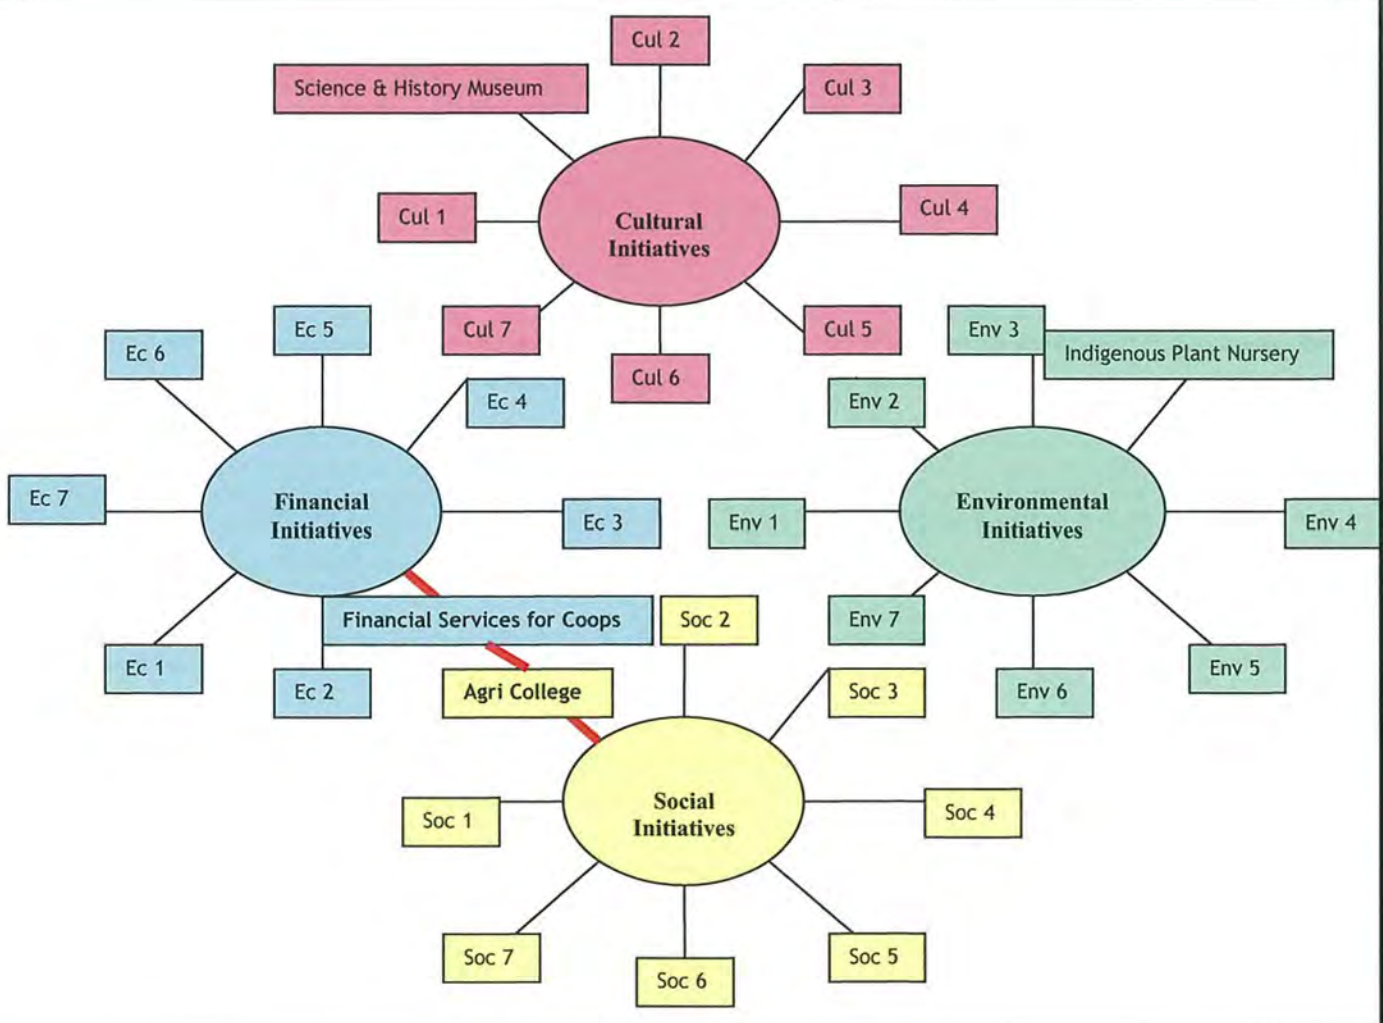 Cul 2
Science & History Museum
Cul 3
Cul 1
Cultural
Initiatives
Cul 4
Cul 7
Cul 6
Cul 5
Ec 6
Ec 5
Ec 4
Ec 7
Financial
Initiatives
Ec 3
Ec 1
Ec 2
Financial Services for Coops
Env 3
Indigenous Plant Nursery
Env 2
Env 1
Environmental
Initiatives
Env 4
Env 7
Env 6
Env 5
Agri College
Soc 2
Soc 3
Soc 1
Social
Initiatives
Soc 4
Soc 7
Soc 6
Soc 5